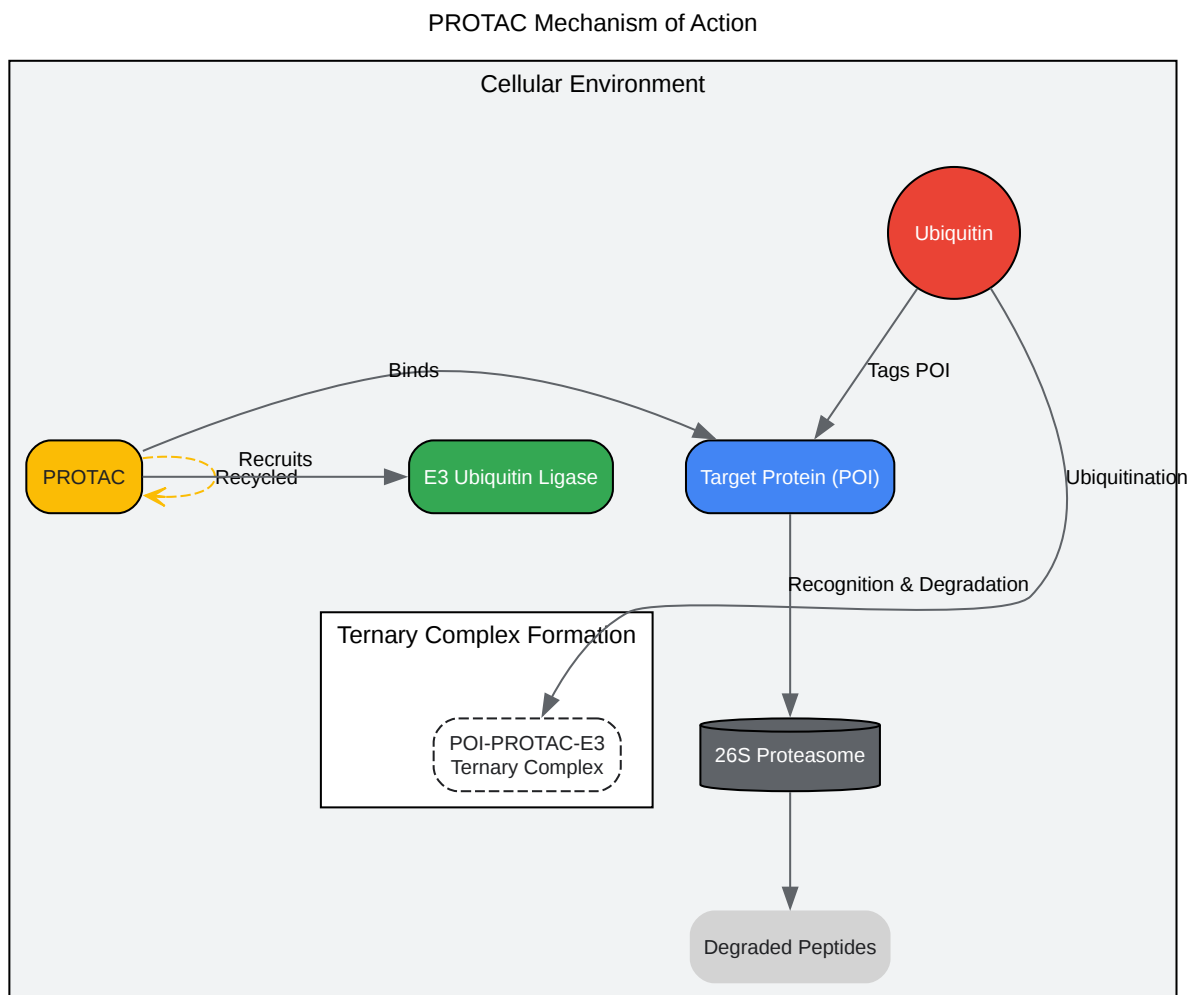 PROTAC Mechanism of Action
Cellular Environment
Ubiquitin
Binds
Tags POI
Recruits
PROTAC
Recycled
E3 Ubiquitin Ligase
Target Protein (POI)
Ubiquitination
Recognition & Degradation
Ternary Complex Formation
POI-PROTAC-E3
Ternary Complex
26S Proteasome
Degraded Peptides